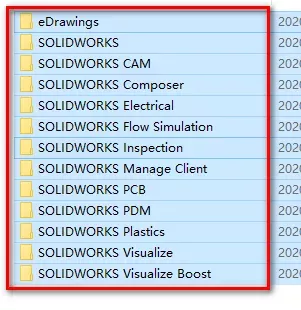 eDrawings 2020
SOLIDWORKS 2020
SOLIDWORKS CAM 2020
SOLIDWORKS Composer 2020
SOLIDWORKS Electrical 2020
SOLIDWORKS Flow Simulation 2020
SOLIDWORKS Inspection 2020
SOLIDWORKS Manage Client 2020
SOLIDWORKS PCB 2020
SOLIDWORKS PDM 2020
SOLIDWORKS Plastics 2020
SOLIDWORKS Visualize 2020
SOLIDWORKS Visualize Boost 2020